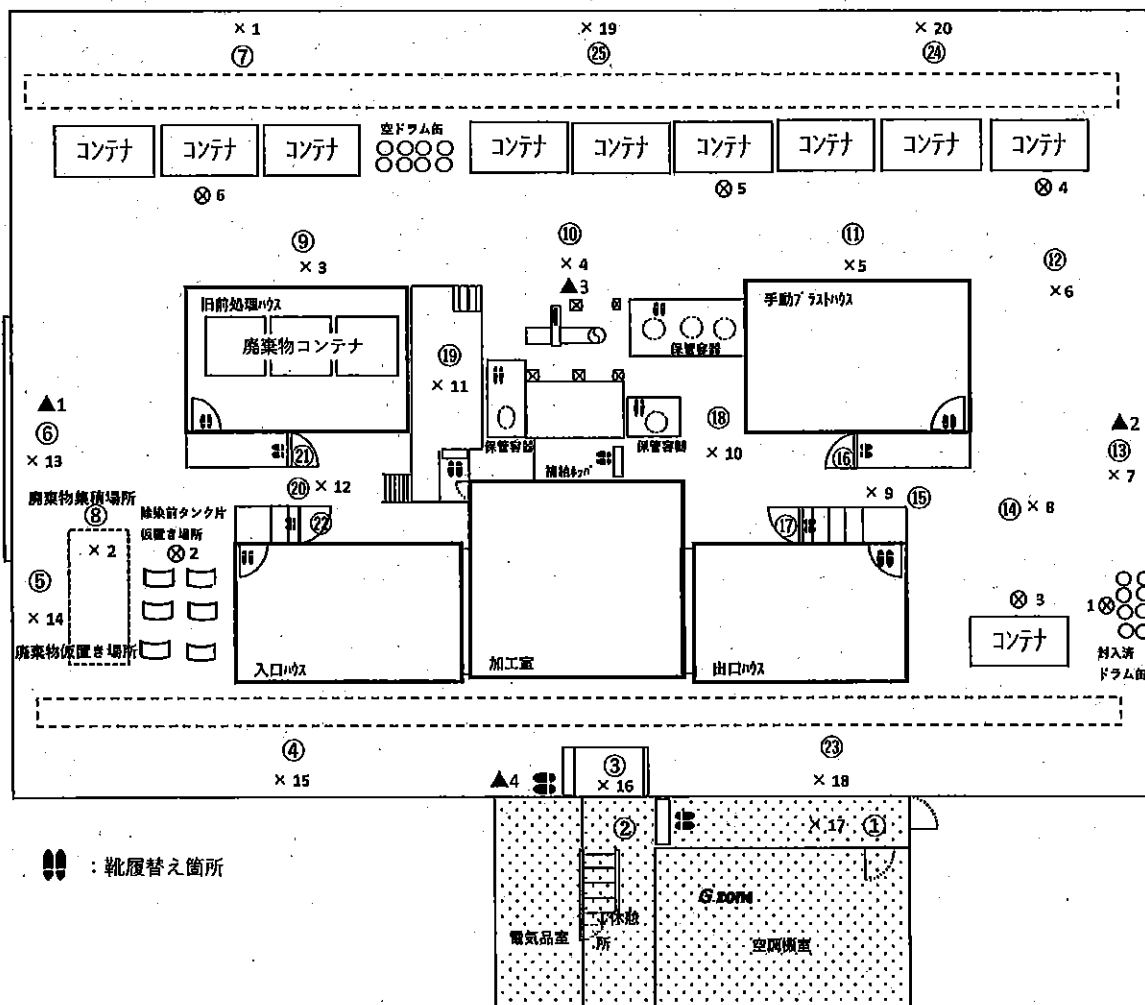 × 1 × 19 × 20
⑦ ㉕ ㉔
コンテナ コンテナ コンテナ 空ドラム缶 コンテナ コンテナ コンテナ コンテナ コンテナ コンテナ
⊗ 6 ⊗ 5 ⊗ 4
⑨ ⑩ ⑪ ⑫
× 3 × 4 × 5 × 6
▲3
旧前処理ハウス 手動ブラストハウス
廃棄物コンテナ
保管容器
⑲
× 11
▲1 ⑱ ▲2
⑥ ⑬
× 13 × 10 × 7
保管容器 保管容器
補給ホッパ
㉑ ⑯
⑳ × 12 × 9 ⑮ ⑭ × 8
廃棄物集積場所
⑧
× 2
除染前タンク片
仮置き場所
⊗ 2
㉒ ⑰
⑤
× 14
⊗ 3 1 ⊗
コンテナ
封入済
ドラム缶
廃棄物仮置き場所
入口ハウス 加工室 出口ハウス
④ ㉓
× 15 ▲4 ③ × 18
× 16
② × 17 ①
：靴履替え箇所
G zone
休憩
所
電気品室 空調機室